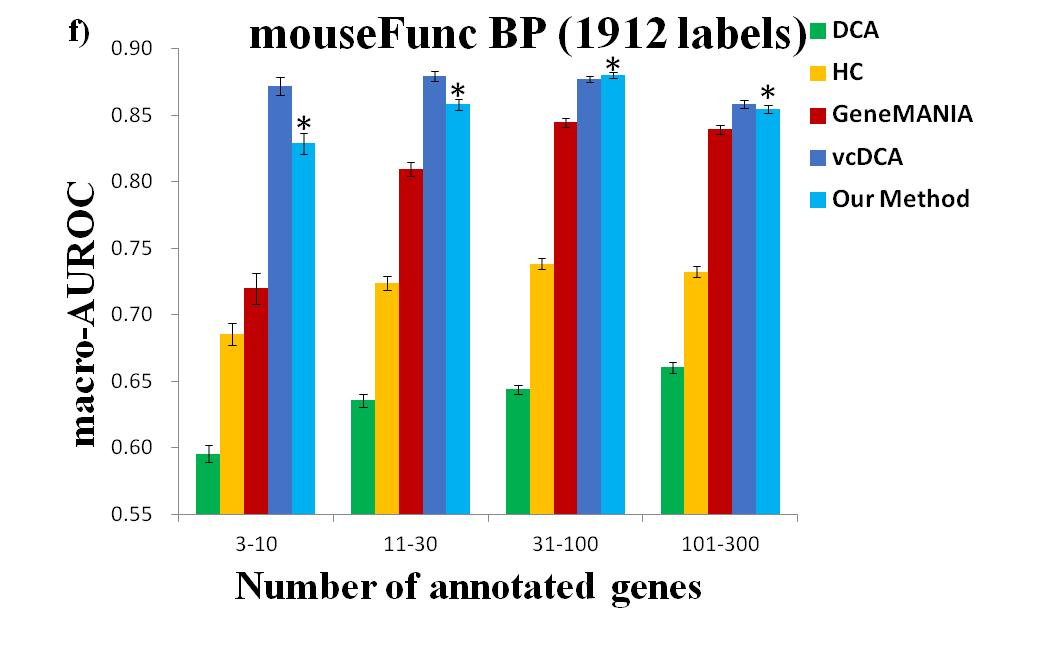 f)
mouseFunc BP (1912 labels)
DCA
HC
GeneMANIA
vcDCA
Our Method
macro-AUROC
0.90
0.85
0.80
0.75
0.70
0.65
0.60
0.55
*
*
*
*
3-10
11-30
31-100
101-300
Number of annotated genes